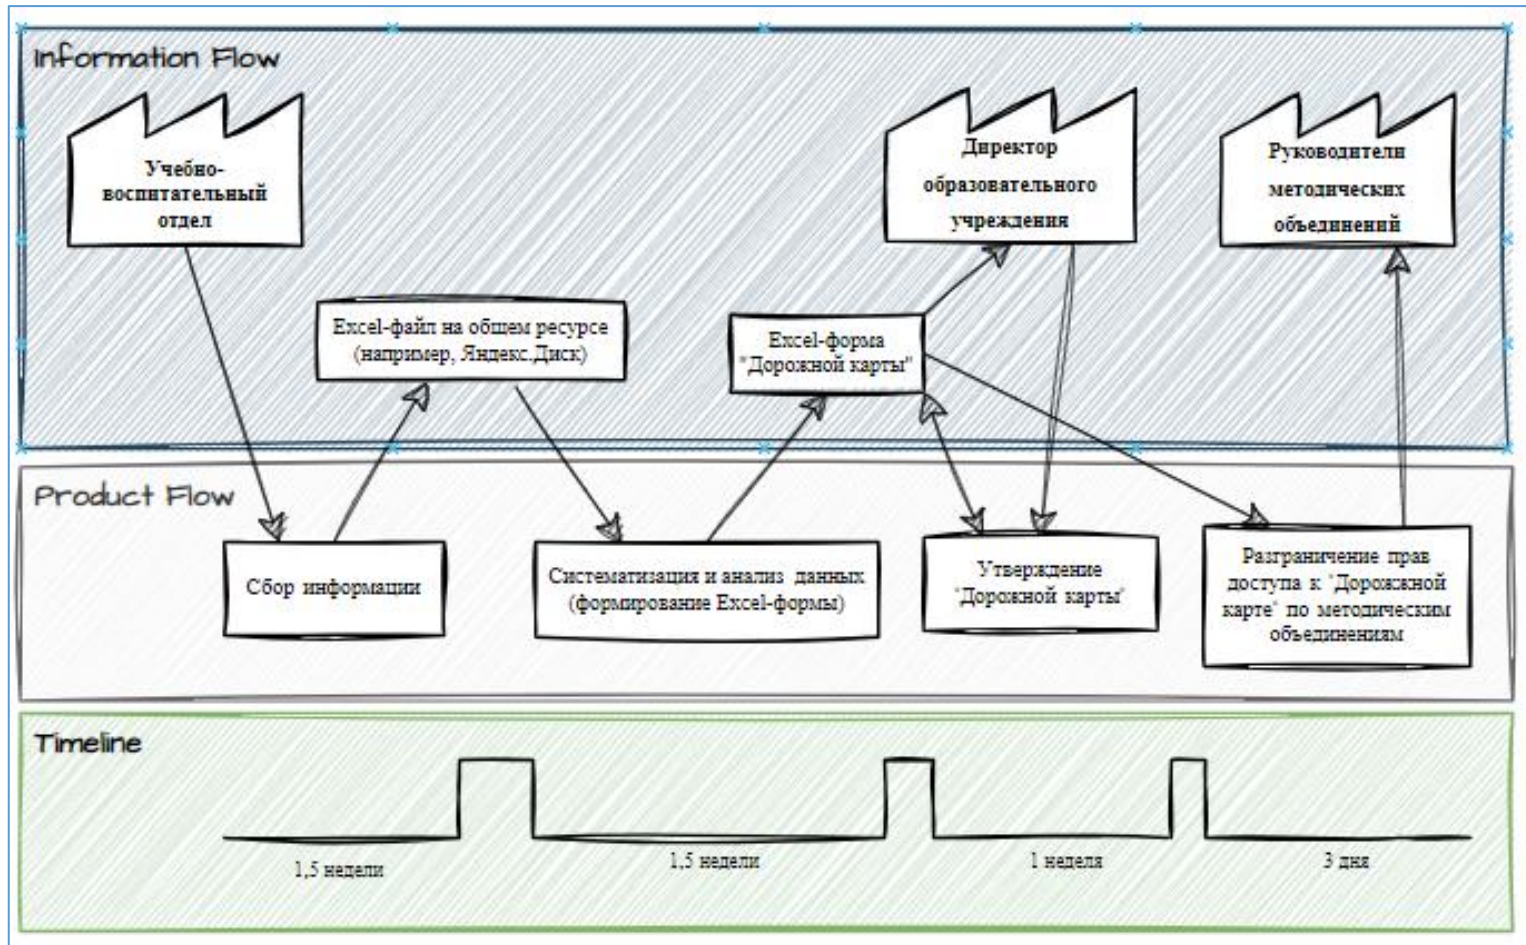 Information Flow
Учебно-
воспитательный
отдел
Директор
образовательного
учреждения
Руководители
методических
объединений
Excel-файл на общем ресурсе
(например, Яндекс.Диск)
Excel-форма
"Дорожной карты"
Product Flow
Сбор информации
Систематизация и анализ данных
(формирование Excel-формы)
Утверждение
"Дорожной карты"
Разграничение прав
доступа к "Дорожжной
карте" по методическим
объединениям
Timeline
1,5 недели
1,5 недели
1 неделя
3 дня